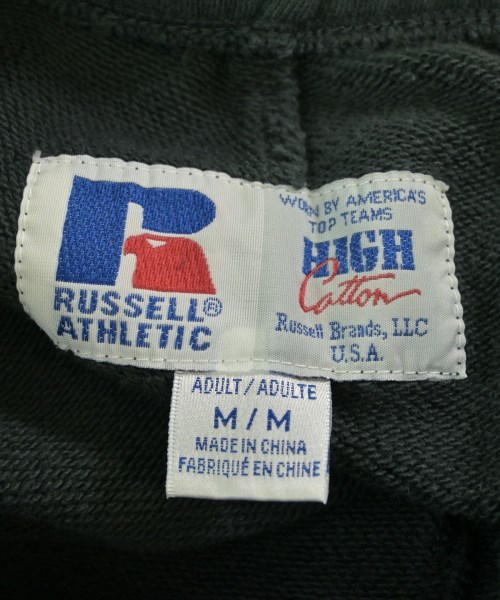 RUSSELL®
ATHLETIC
WORN BY AMERICA'S
TOP TEAMS
HIGH
Cotton
Russell Brands, LLC
U.S.A.
ADULT/ADULTE
M/M
MADE IN CHINA
FABRIQUÉ EN CHINE